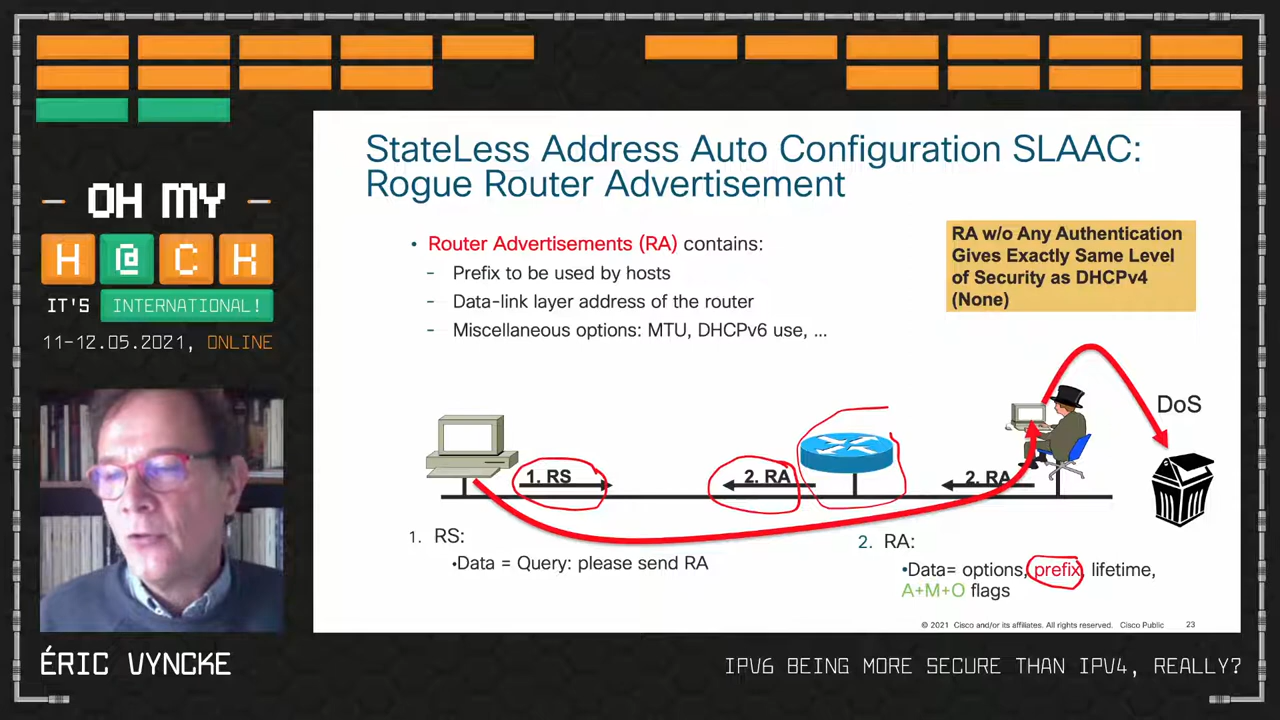 OH MY
H@CK
IT'S INTERNATIONAL!
11-12.05.2021, ONLINE
ÉRIC VYNCKE
StateLess Address Auto Configuration SLAAC:
Rogue Router Advertisement
• Router Advertisements (RA) contains:
- Prefix to be used by hosts
- Data-link layer address of the router
- Miscellaneous options: MTU, DHCPv6 use, ...
RA w/o Any Authentication
Gives Exactly Same Level
of Security as DHCPv4
(None)
DoS
1. RS
2. RA
2. RA
1. RS:
•Data = Query: please send RA
2. RA:
•Data= options, prefix, lifetime,
A+M+O flags
© 2021 Cisco and/or its affiliates. All rights reserved. Cisco Public 23
IPV6 BEING MORE SECURE THAN IPV4, REALLY?